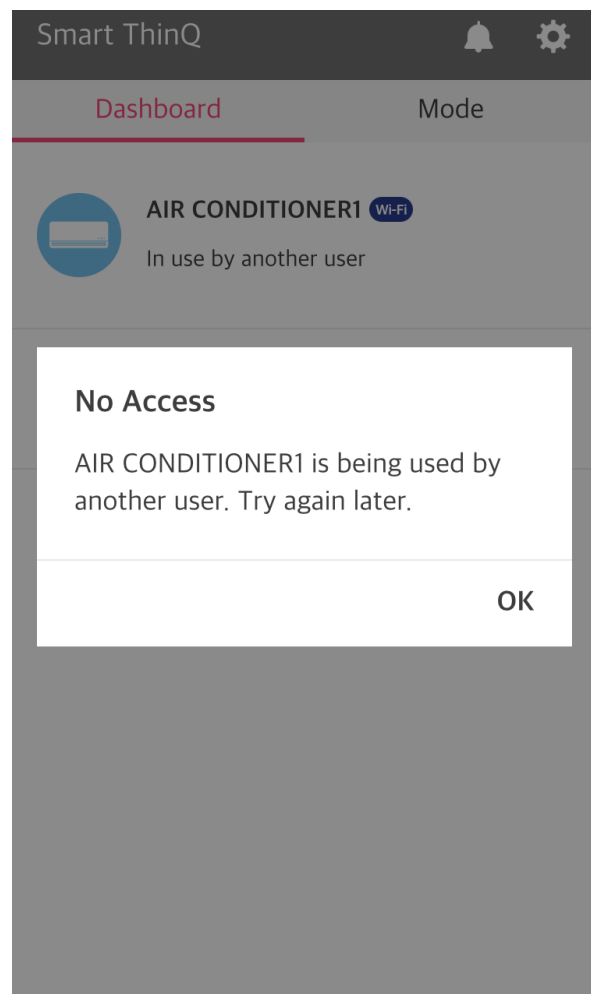 Smart ThinQ
Dashboard Mode
AIR CONDITIONER1 Wi-Fi
In use by another user
No Access
AIR CONDITIONER1 is being used by
another user. Try again later.
OK